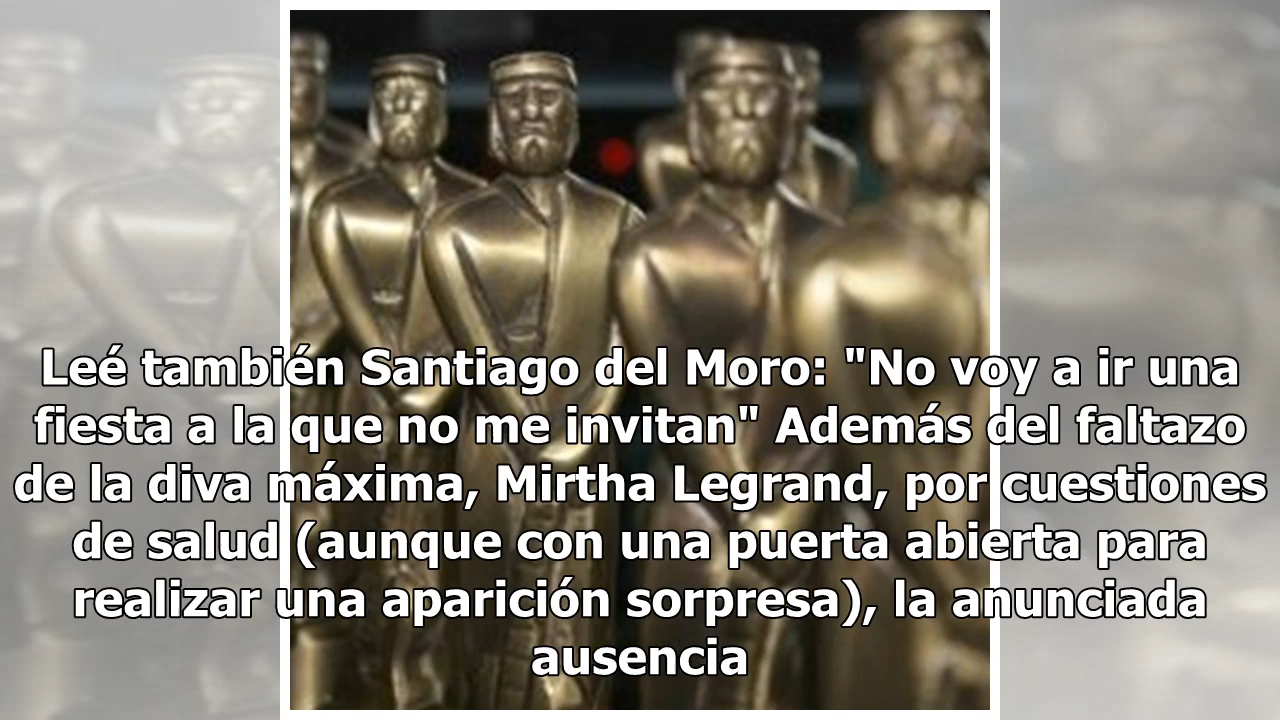 Leé también Santiago del Moro: "No voy a ir una
fiesta a la que no me invitan" Además del faltazo
de la diva máxima, Mirtha Legrand, por cuestiones
de salud (aunque con una puerta abierta para
realizar una aparición sorpresa), la anunciada
ausencia